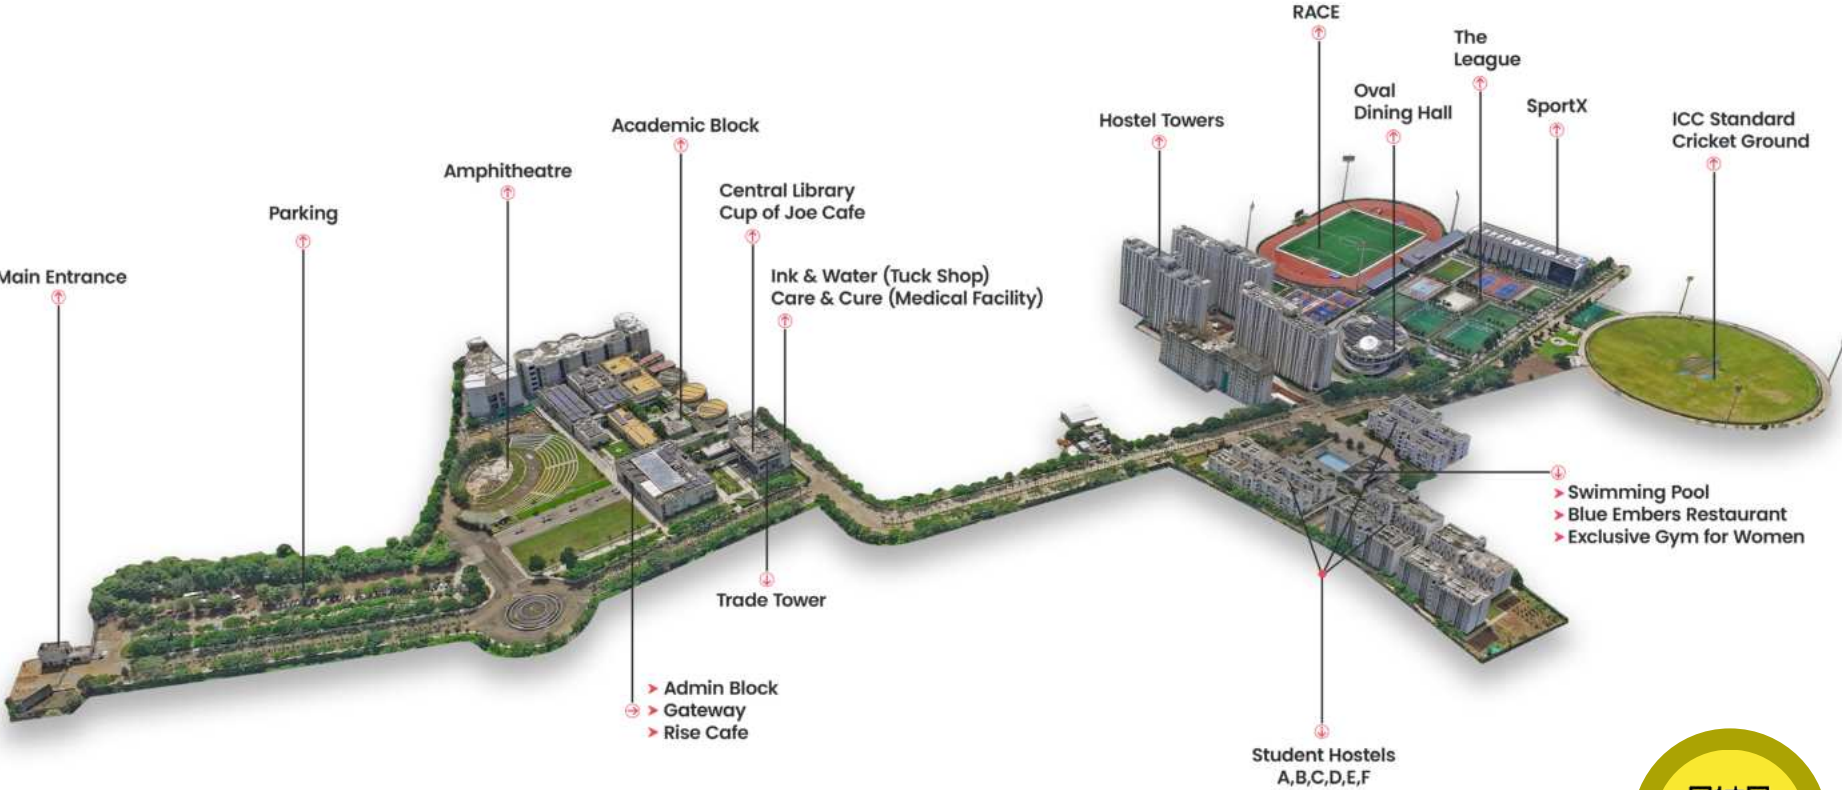 RACE
The
League
Oval
Dining Hall
SportX
Hostel Towers
ICC Standard
Cricket Ground
Academic Block
Amphitheatre
Central Library
Cup of Joe Cafe
Parking
Ink & Water (Tuck Shop)
Care & Cure (Medical Facility)
Main Entrance
Swimming Pool
Blue Embers Restaurant
Exclusive Gym for Women
Trade Tower
Admin Block
Gateway
Rise Cafe
Student Hostels
A,B,C,D,E,F